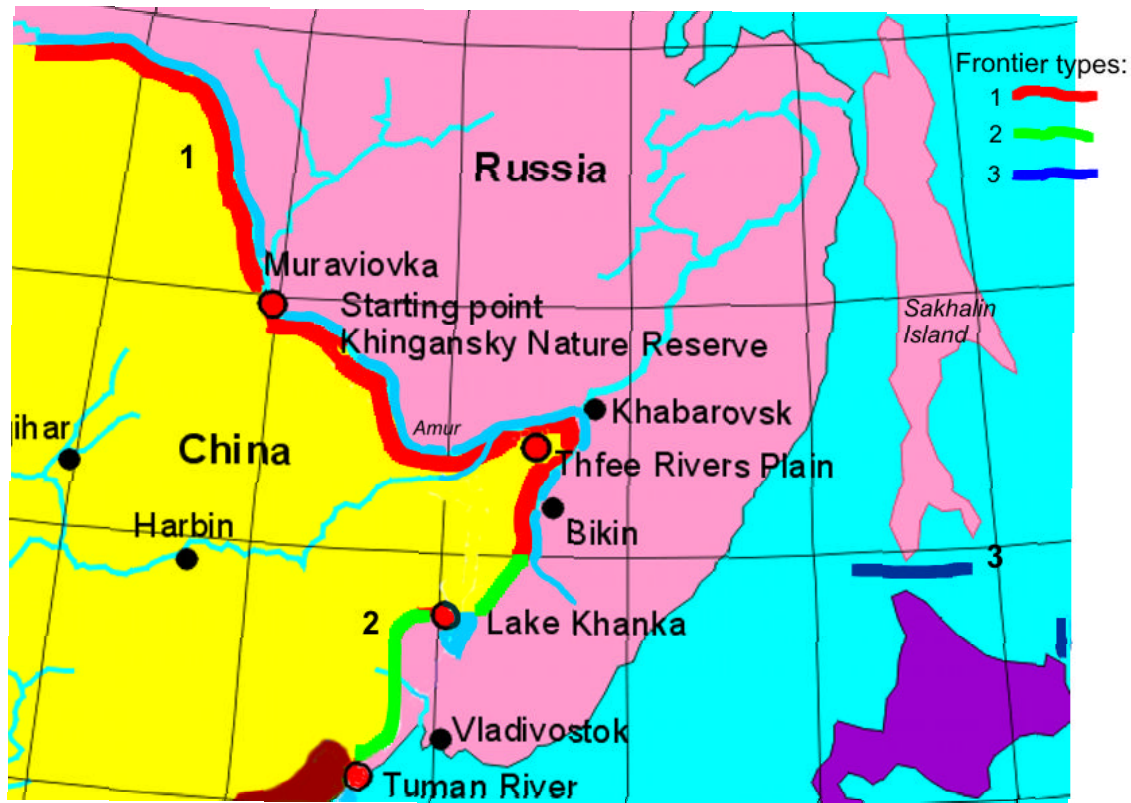 Frontier types:
1
2
3
1
Russia
Muraviovka
Starting point
Khingansky Nature Reserve
Sakhalin
Island
Khabarovsk
Amur
ihar
China
Thfee Rivers Plain
Harbin
Bikin
3
2
Lake Khanka
Vladivostok
Tuman River